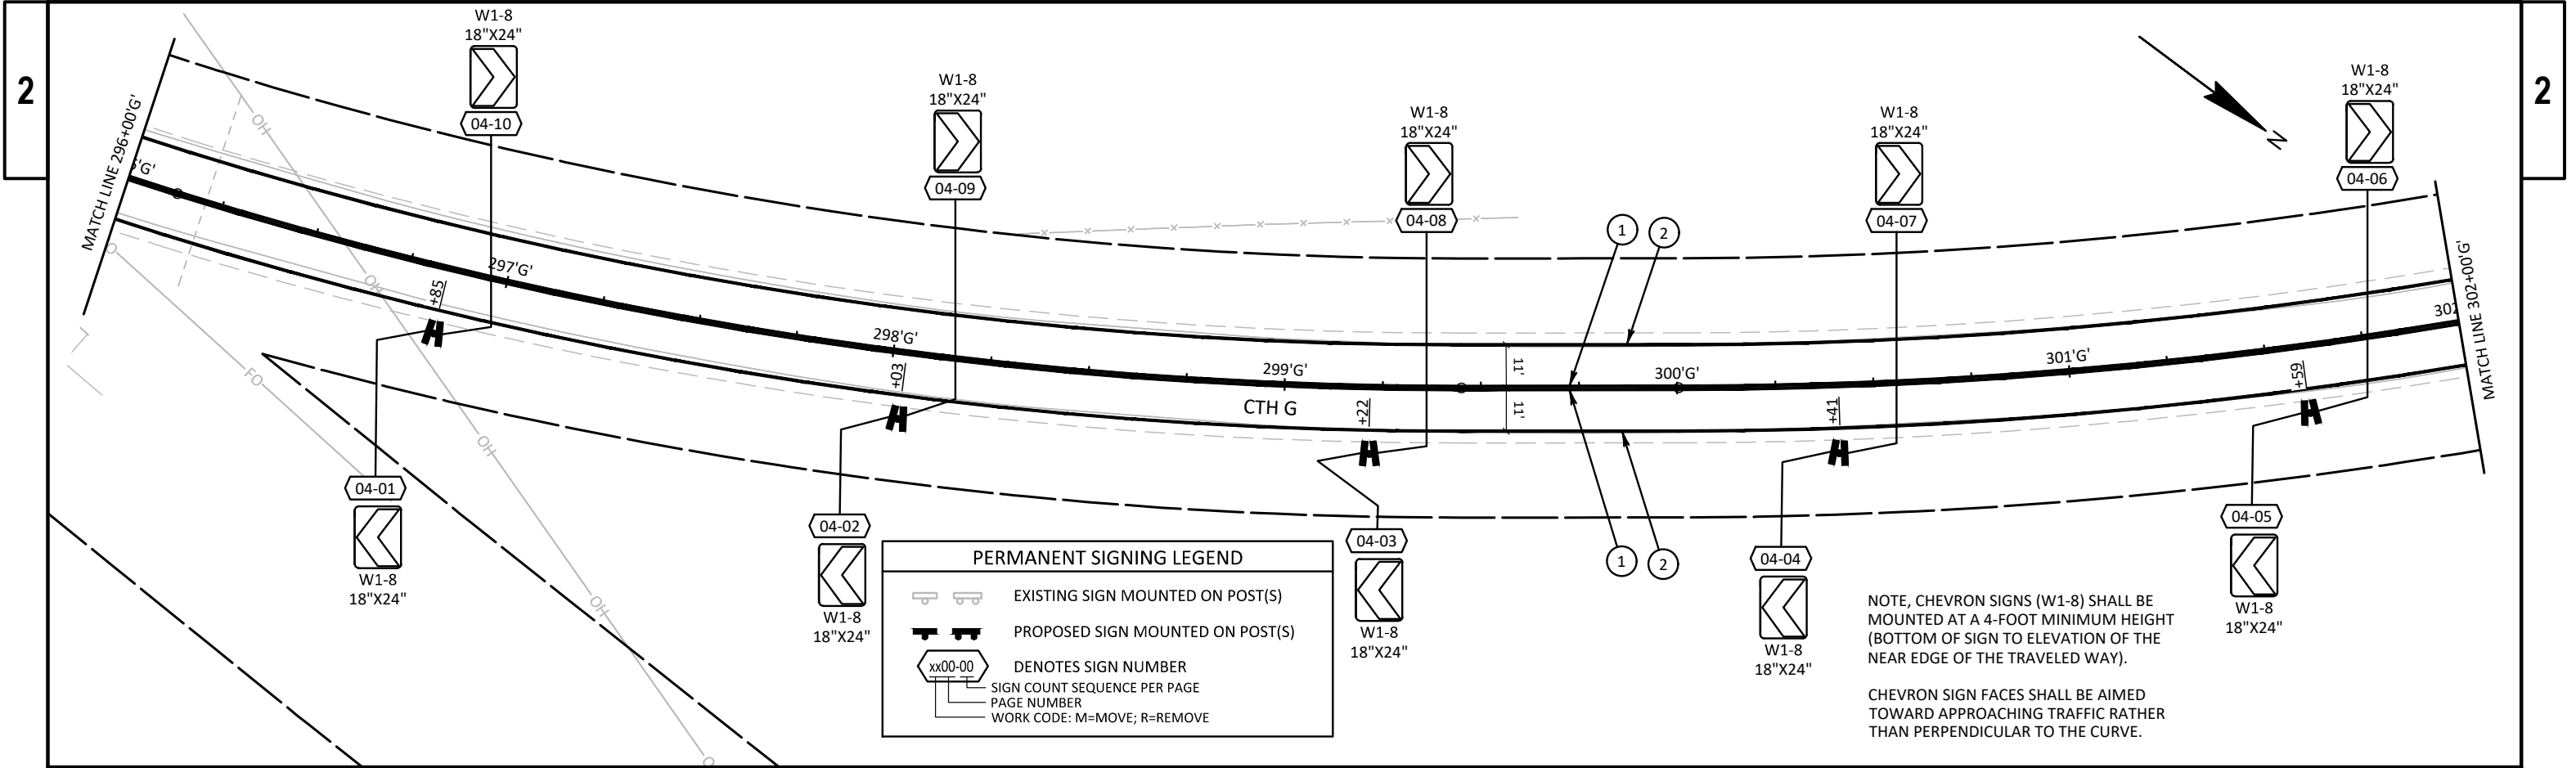 2
2
W1-8
18"X24"
04-10
W1-8
18"X24"
04-09
W1-8
18"X24"
04-08
W1-8
18"X24"
04-07
W1-8
18"X24"
04-06
N
MATCH LINE 296+00'G'
'G'
OH
OH
OH
OH
O
FO
O
297'G'
+85
298'G'
+03
299'G'
CTH G
+22
11'
11'
1
2
300'G'
+41
301'G'
+59
302
MATCH LINE 302+00'G'
04-01
W1-8
18"X24"
04-02
W1-8
18"X24"
04-03
W1-8
18"X24"
1
2
04-04
W1-8
18"X24"
04-05
W1-8
18"X24"
PERMANENT SIGNING LEGEND
EXISTING SIGN MOUNTED ON POST(S)
PROPOSED SIGN MOUNTED ON POST(S)
xx00-00 DENOTES SIGN NUMBER
SIGN COUNT SEQUENCE PER PAGE
PAGE NUMBER
WORK CODE: M=MOVE; R=REMOVE
NOTE, CHEVRON SIGNS (W1-8) SHALL BE
MOUNTED AT A 4-FOOT MINIMUM HEIGHT
(BOTTOM OF SIGN TO ELEVATION OF THE
NEAR EDGE OF THE TRAVELED WAY).
CHEVRON SIGN FACES SHALL BE AIMED
TOWARD APPROACHING TRAFFIC RATHER
THAN PERPENDICULAR TO THE CURVE.